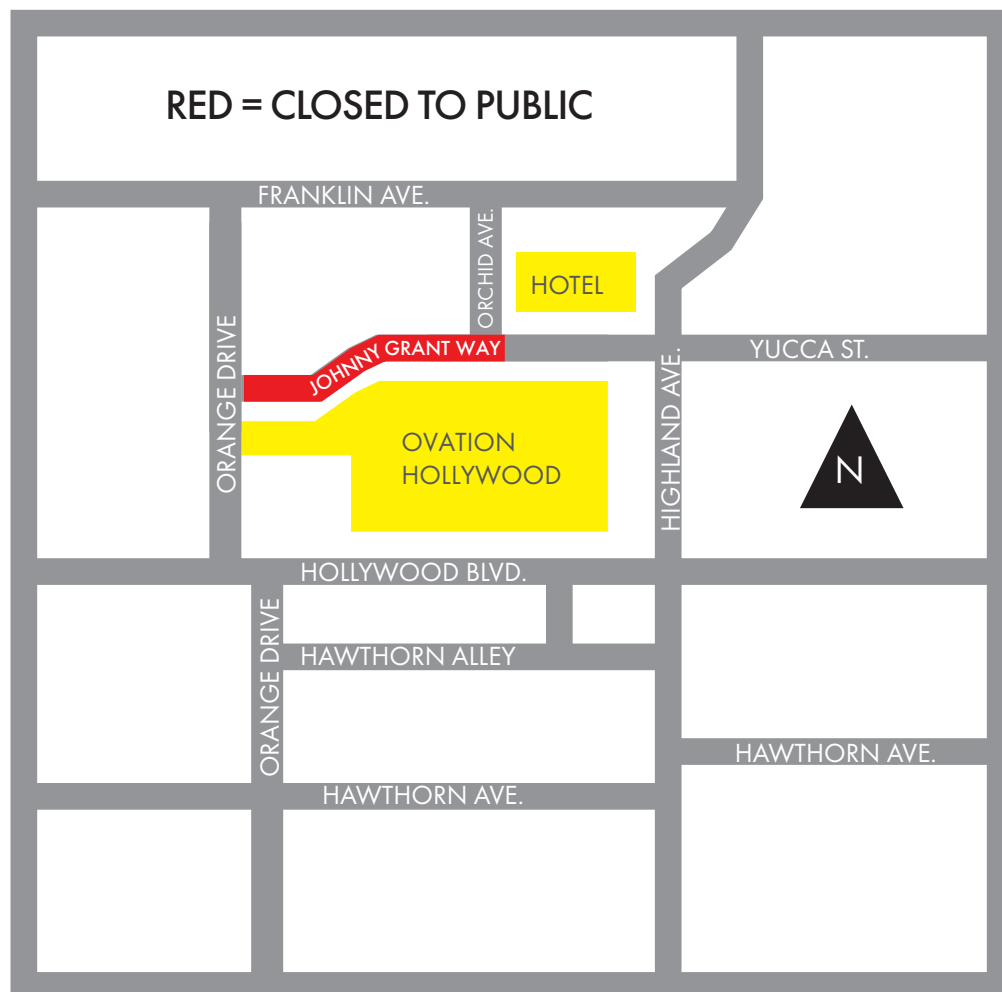 RED = CLOSED TO PUBLIC
FRANKLIN AVE.
ORCHID AVE.
HOTEL
ORANGE DRIVE
JOHNNY GRANT WAY
HIGHLAND AVE.
YUCCA ST.
OVATION
HOLLYWOOD
N
HOLLYWOOD BLVD.
ORANGE DRIVE
HAWTHORN ALLEY
HAWTHORN AVE.
HAWTHORN AVE.